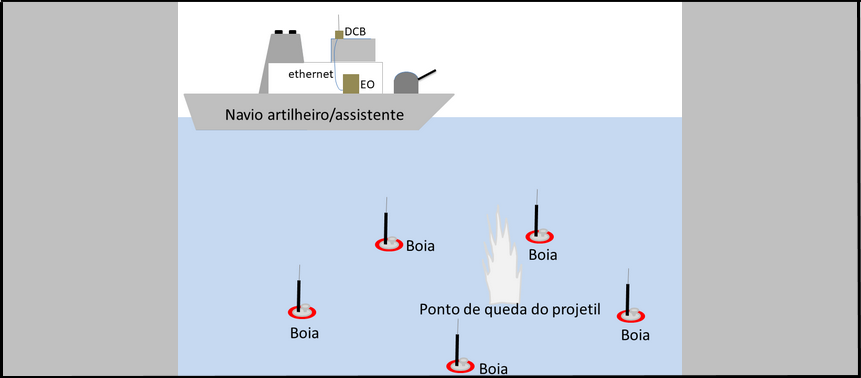 DCB
ethernet
EO
Navio artilheiro/assistente
Boia
Boia
Ponto de queda do projetil
Boia
Boia
Boia